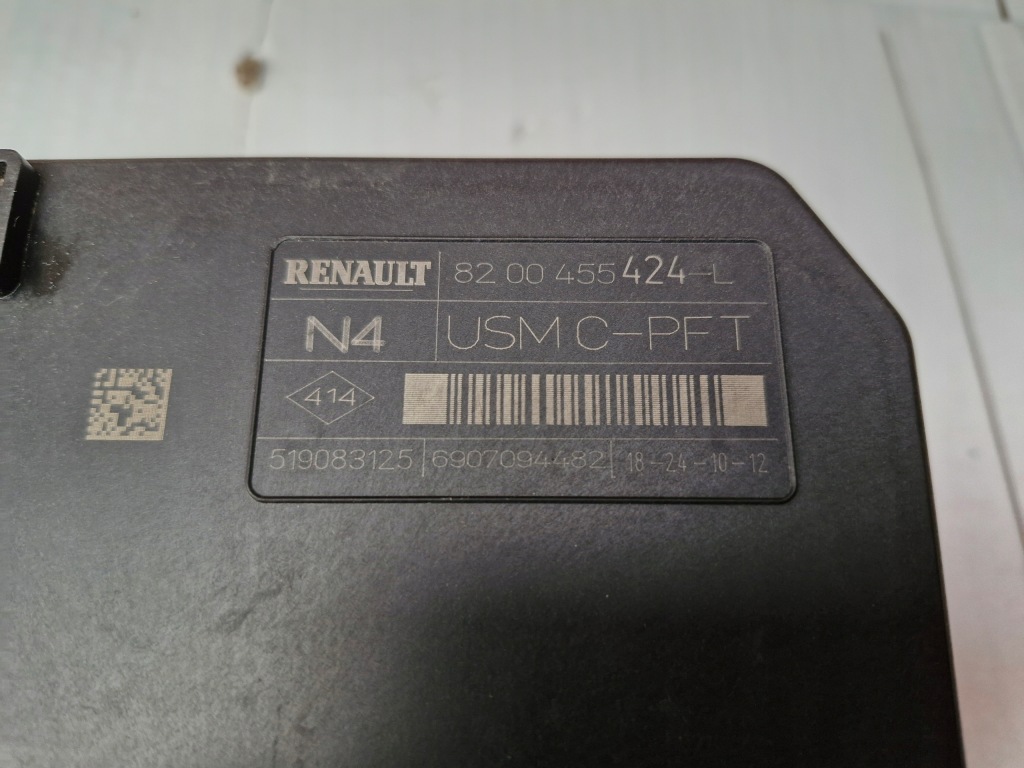 RENAULT 82 00 455 424-L
N4 USM C-PFT
414
519083125 6907094482 18-24-10-12